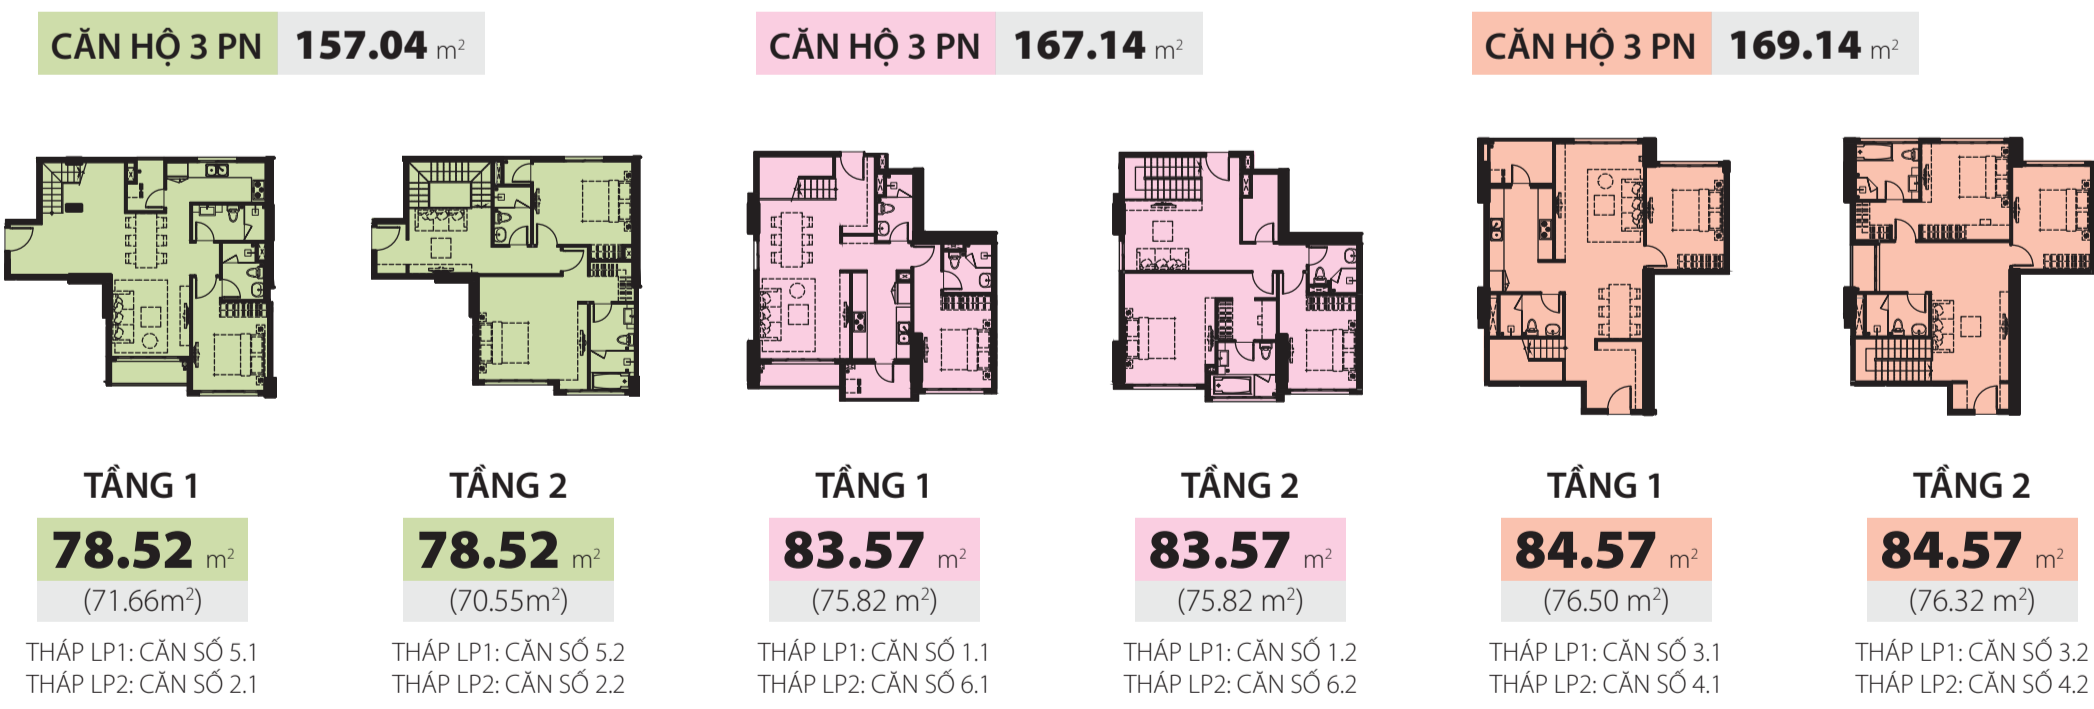 CĂN HỘ 3 PN 157.04 m²
CĂN HỘ 3 PN 167.14 m²
CĂN HỘ 3 PN 169.14 m²
TẦNG 1
78.52 m²
(71.66m²)
THÁP LP1: CĂN SỐ 5.1
THÁP LP2: CĂN SỐ 2.1
TẦNG 2
78.52 m²
(70.55m²)
THÁP LP1: CĂN SỐ 5.2
THÁP LP2: CĂN SỐ 2.2
TẦNG 1
83.57 m²
(75.82 m²)
THÁP LP1: CĂN SỐ 1.1
THÁP LP2: CĂN SỐ 6.1
TẦNG 2
83.57 m²
(75.82 m²)
THÁP LP1: CĂN SỐ 1.2
THÁP LP2: CĂN SỐ 6.2
TẦNG 1
84.57 m²
(76.50 m²)
THÁP LP1: CĂN SỐ 3.1
THÁP LP2: CĂN SỐ 4.1
TẦNG 2
84.57 m²
(76.32 m²)
THÁP LP1: CĂN SỐ 3.2
THÁP LP2: CĂN SỐ 4.2